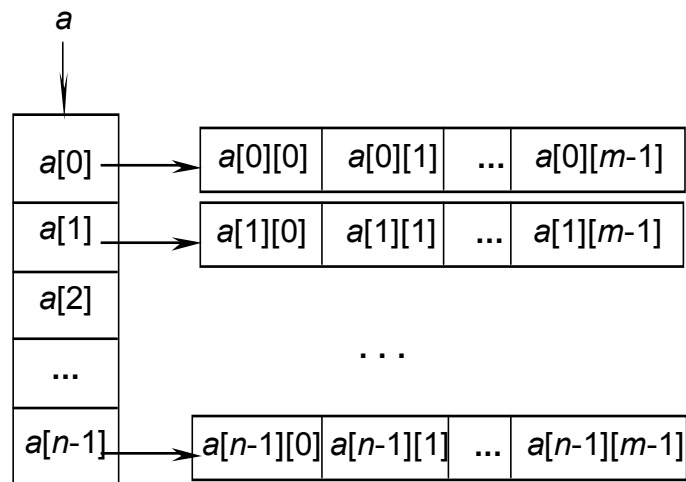 a
a[0] a[0][0] a[0][1] ... a[0][m-1]
a[1] a[1][0] a[1][1] ... a[1][m-1]
a[2]
... . . .
a[n-1] a[n-1][0] a[n-1][1] ... a[n-1][m-1]